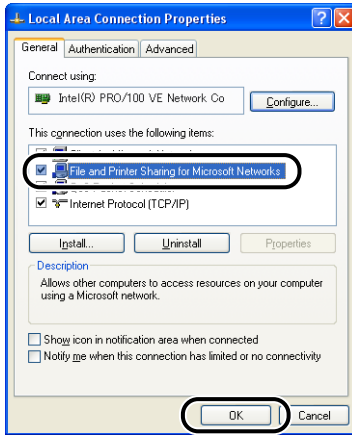 Local Area Connection Properties
General Authentication Advanced
Connect using:
Intel(R) PRO/100 VE Network Co
Configure...
This connection uses the following items:
File and Printer Sharing for Microsoft Networks
Internet Protocol (TCP/IP)
Install... Uninstall Properties
Description
Allows other computers to access resources on your computer
using a Microsoft network.
Show icon in notification area when connected
Notify me when this connection has limited or no connectivity
OK Cancel